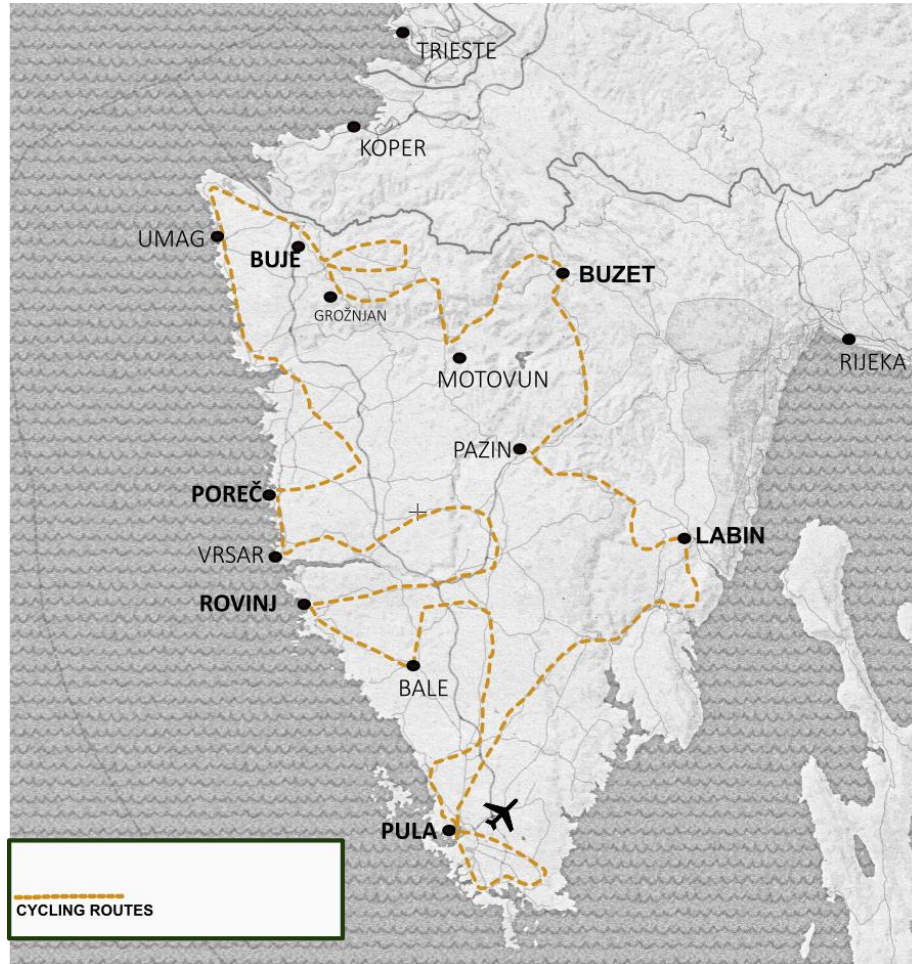 TRIESTE
KOPER
UMAG
BUJE
BUZET
GROŽNJAN
RIJEKA
MOTOVUN
PAZIN
POREČ
LABIN
VRSAR
ROVINJ
BALE
PULA
CYCLING ROUTES